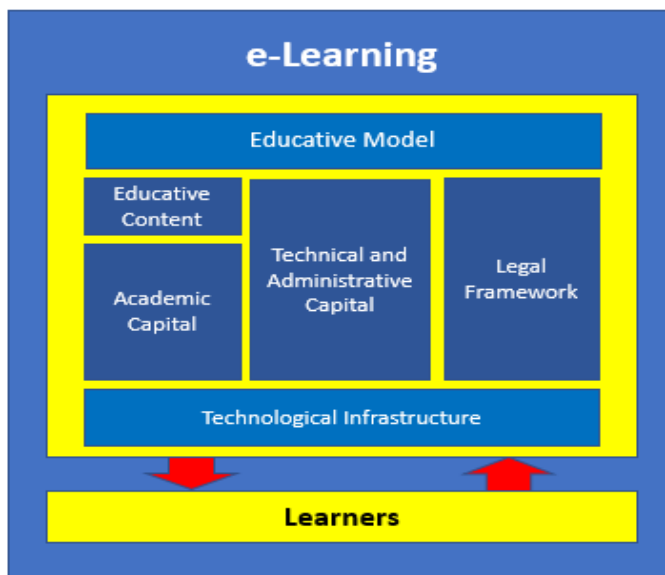 e-Learning
Educative Model
Educative
Content
Academic
Capital
Technical and
Administrative
Capital
Legal
Framework
Technological Infrastructure
Learners